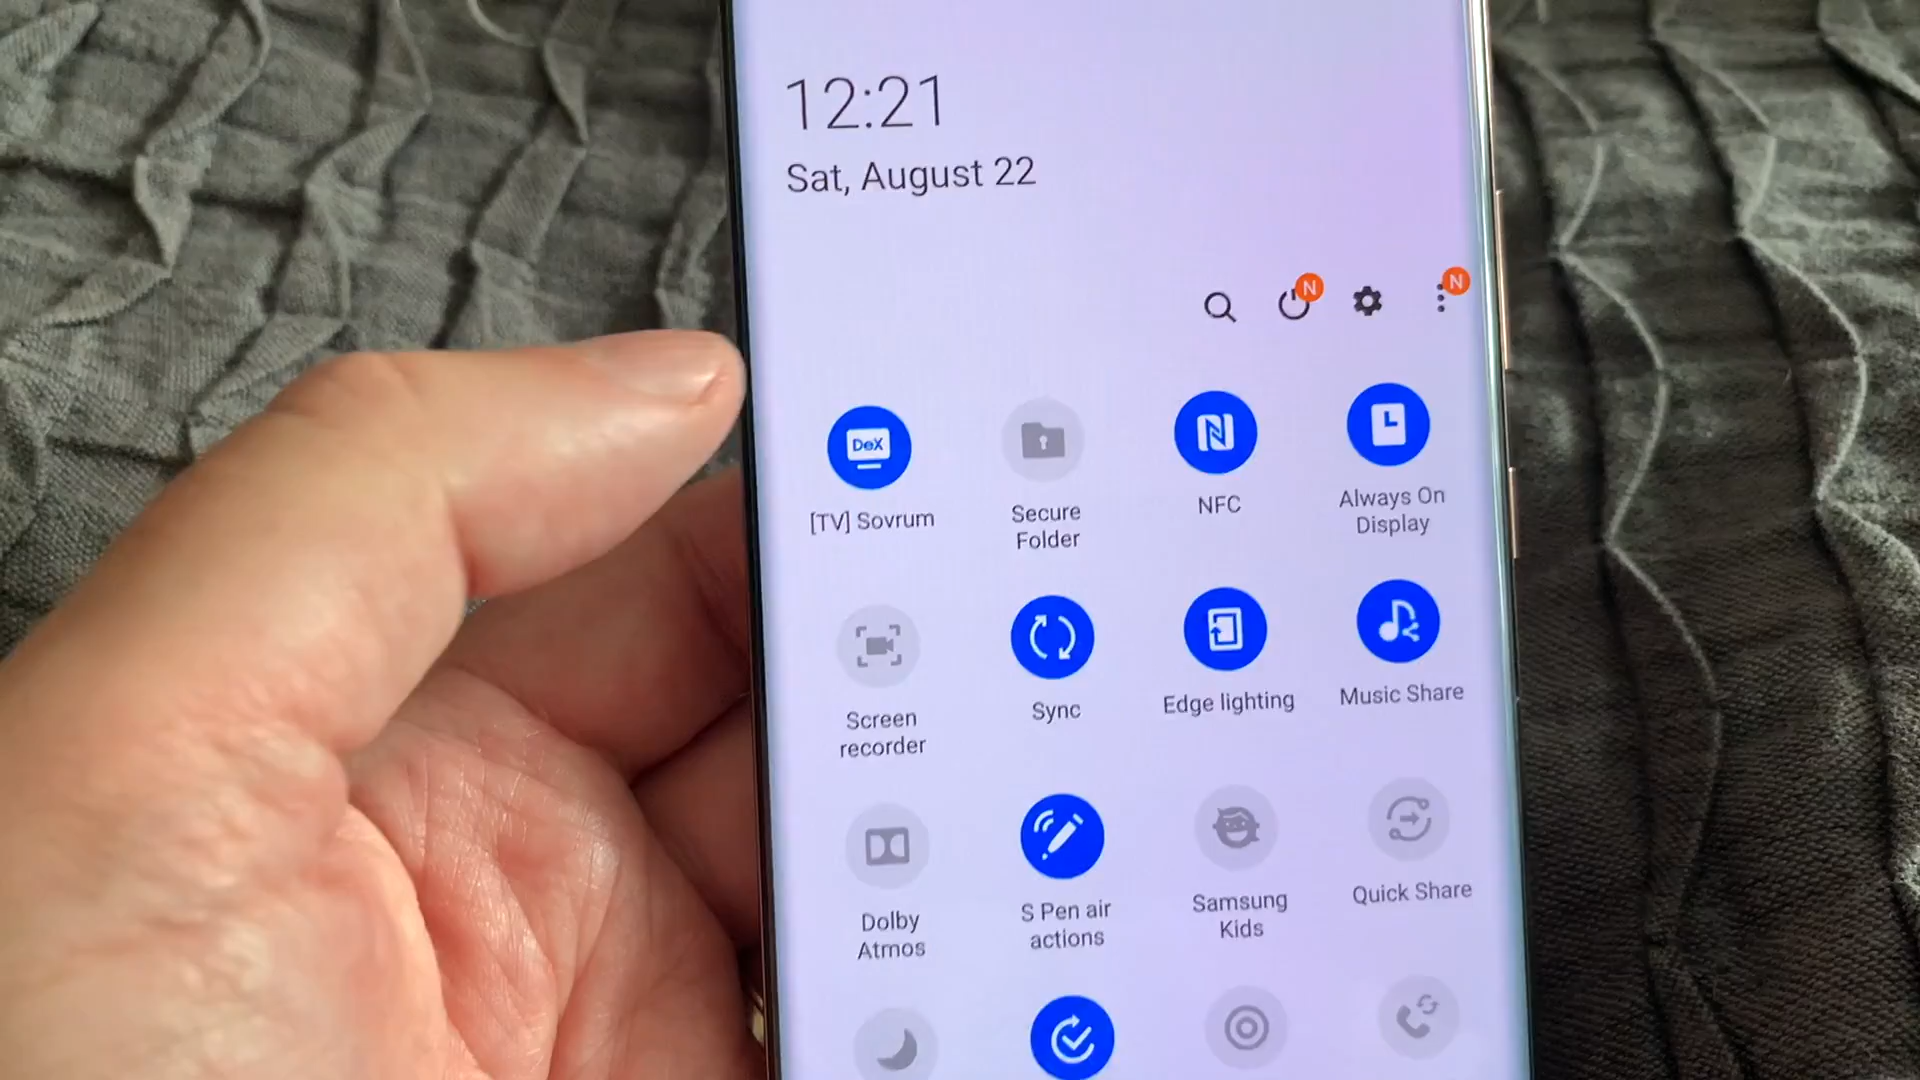 12:21
Sat, August 22
N
N
DeX
[TV] Sovrum
Secure
Folder
NFC
Always On
Display
Screen
recorder
Sync
Edge lighting
Music Share
Dolby
Atmos
S Pen air
actions
Samsung
Kids
Quick Share